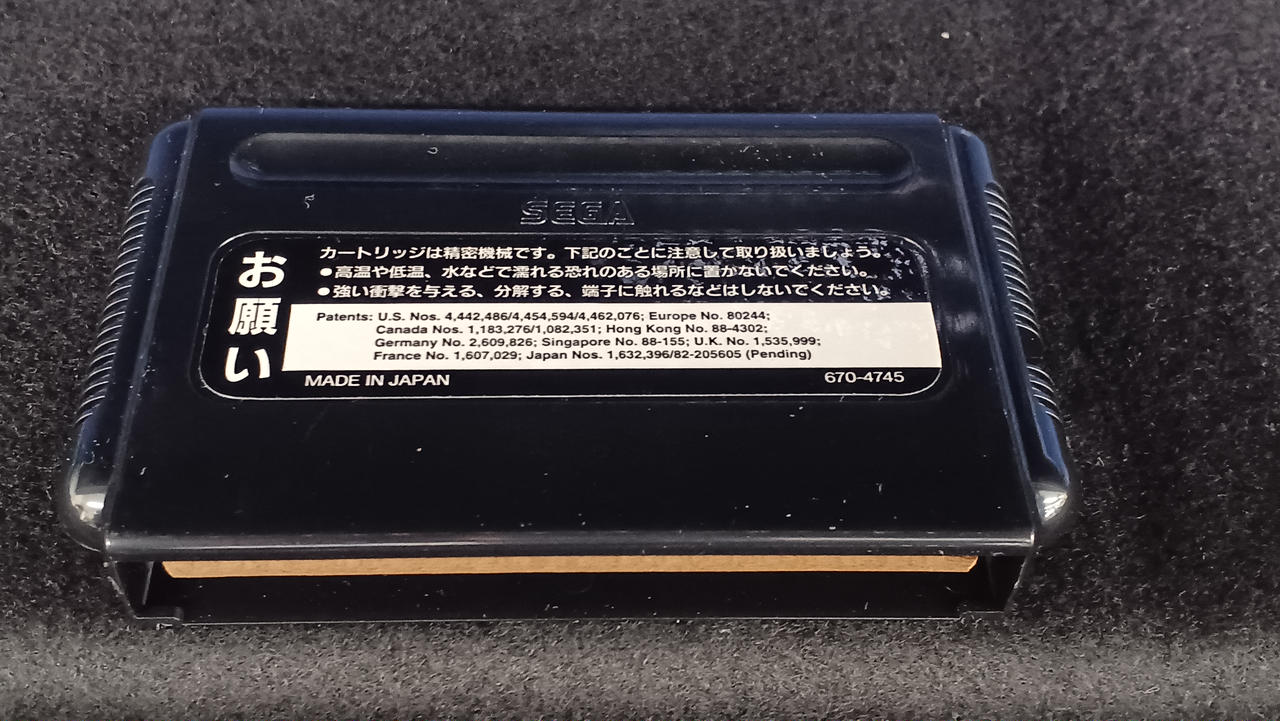 SEGA
お願い
カートリッジは精密機械です。下記のごとに注意して取り扱いましょう。
●高温や低温、水などで濡れる恐れのある場所に置かないでください。
●強い衝撃を与える、分解する、端子に触れるなどはしないでください。
Patents: U.S. Nos. 4,442,486/4,454,594/4,462,076; Europe No. 80244;
Canada Nos. 1,183,276/1,082,351; Hong Kong No. 88-4302;
Germany No. 2,609,826; Singapore No. 88-155; U.K. No. 1,535,999;
France No. 1,607,029; Japan Nos. 1,632,396/82-205605 (Pending)
MADE IN JAPAN
670-4745